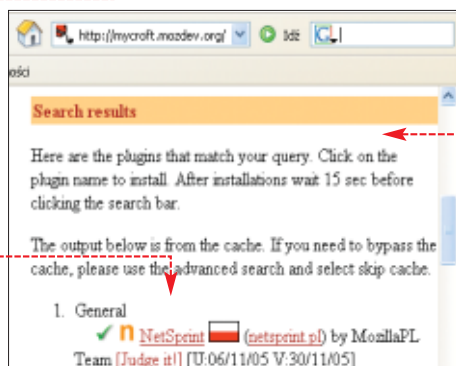 http://mycroft.mozdev.org/ Idź G
ości
Search results
Here are the plugins that match your query. Click on the
plugin name to install. After installations wait 15 sec before
clicking the search bar.
The output below is from the cache. If you need to bypass the
cache, please use the advanced search and select skip cache.
1. General
n NetSprint (netsprint.pl) by MozillaPL
Team [Judge it!] [U:06/11/05 V:30/11/05]